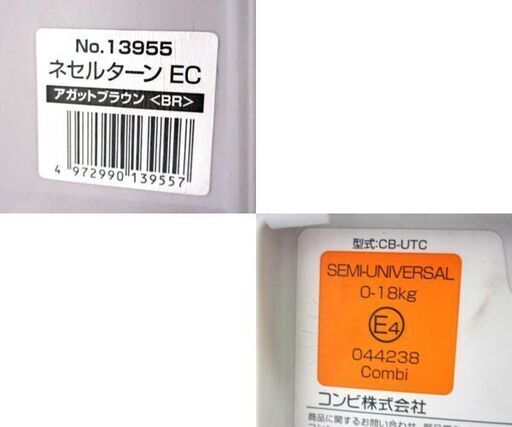 No.13955
ネセルターン EC
アガットブラウン <BR>
4 972990 139557
型式:CB-UTC
SEMI-UNIVERSAL
0-18kg
E4
044238
Combi
コンビ株式会社
商品に関するお問い合わせ、部品